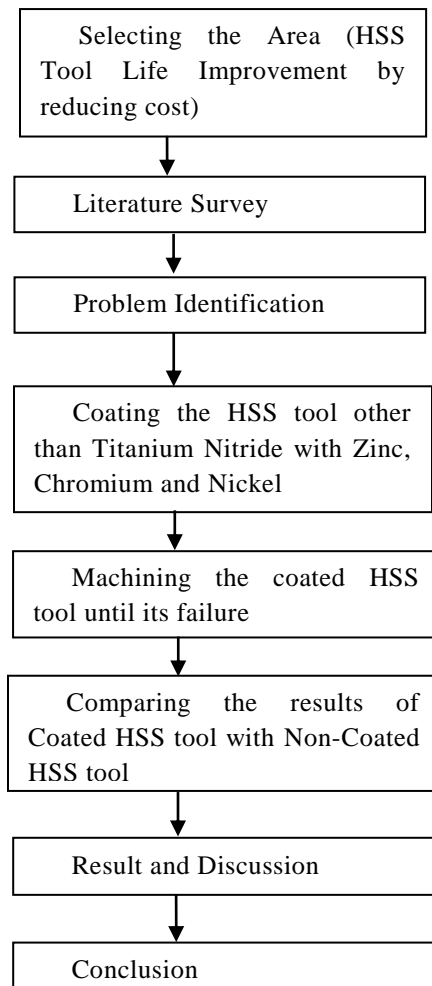 Selecting the Area (HSS
Tool Life Improvement by
reducing cost)
Literature Survey
Problem Identification
Coating the HSS tool other
than Titanium Nitride with Zinc,
Chromium and Nickel
Machining the coated HSS
tool until its failure
Comparing the results of
Coated HSS tool with Non-Coated
HSS tool
Result and Discussion
Conclusion